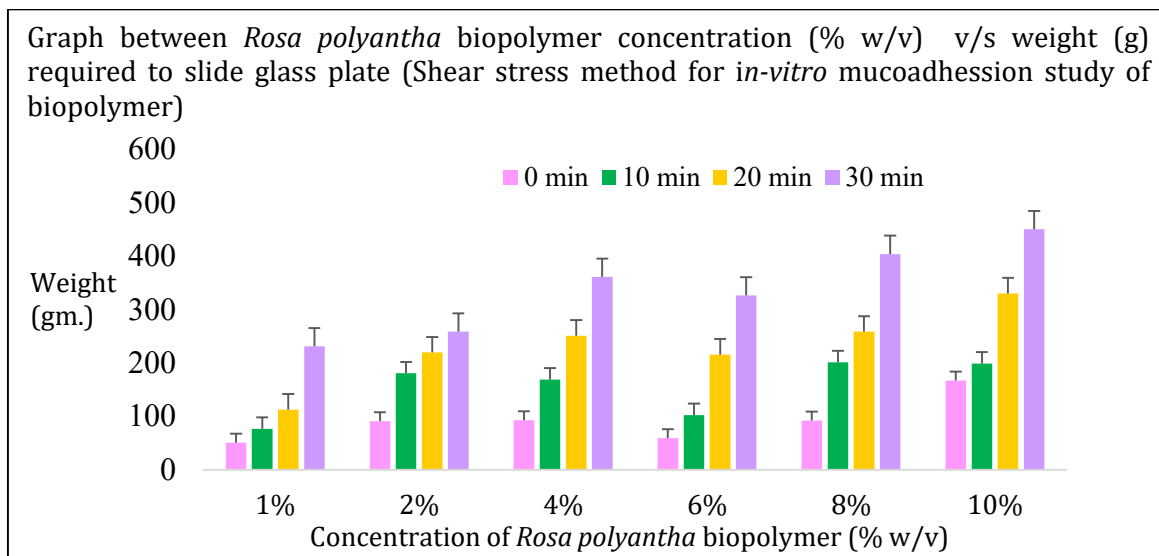 Graph between Rosa polyantha biopolymer concentration (% w/v) v/s weight (g)
required to slide glass plate (Shear stress method for in-vitro mucoadhession study of
biopolymer)
600
0 min 10 min 20 min 30 min
500
400
Weight
(gm.)
300
200
100
0
1% 2% 4% 6% 8% 10%
Concentration of Rosa polyantha biopolymer (% w/v)